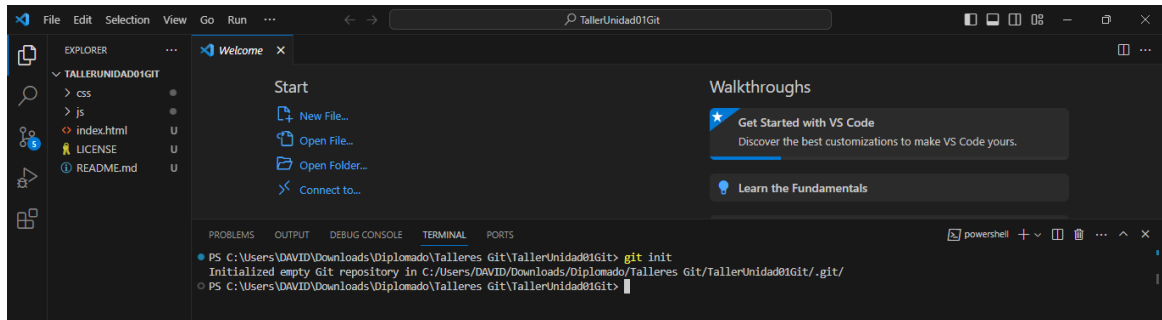 File Edit Selection View Go Run ··· TallerUnidad01Git
EXPLORER ···
TALLERUNIDAD01GIT
css
js
index.html U
LICENSE U
README.md U
5
Welcome
Start
New File...
Open File...
Open Folder...
Connect to...
Walkthroughs
Get Started with VS Code
Discover the best customizations to make VS Code yours.
Learn the Fundamentals
PROBLEMS OUTPUT DEBUG CONSOLE TERMINAL PORTS powershell
PS C:\Users\DAVID\Downloads\Diplomado\Talleres Git\TallerUnidad01Git> git init
Initialized empty Git repository in C:/Users/DAVID/Downloads/Diplomado/Talleres Git/TallerUnidad01Git/.git/
PS C:\Users\DAVID\Downloads\Diplomado\Talleres Git\TallerUnidad01Git>